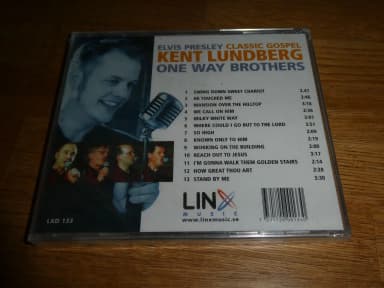 ELVIS PRESLEY CLASSIC GOSPEL
KENT LUNDBERG
ONE WAY BROTHERS
1 SWING DOWN SWEET CHARIOT 2.41
2 HE TOUCHED ME
3 MANSION OVER THE HILLTOP
4 WE CALL ON HIM
5 MILKY WHITE WAY
6 WHERE COULD I GO BUT TO THE LORD
7 SO HIGH
8 KNOWN ONLY TO HIM
9 WORKING ON THE BUILDING
10 REACH OUT TO JESUS
11 I'M GONNA WALK THEM GOLDEN STAIRS
12 HOW GREAT THOU ART
13 STAND BY ME
LINX
MUSIC
www.linxmusic.se
LXO 153